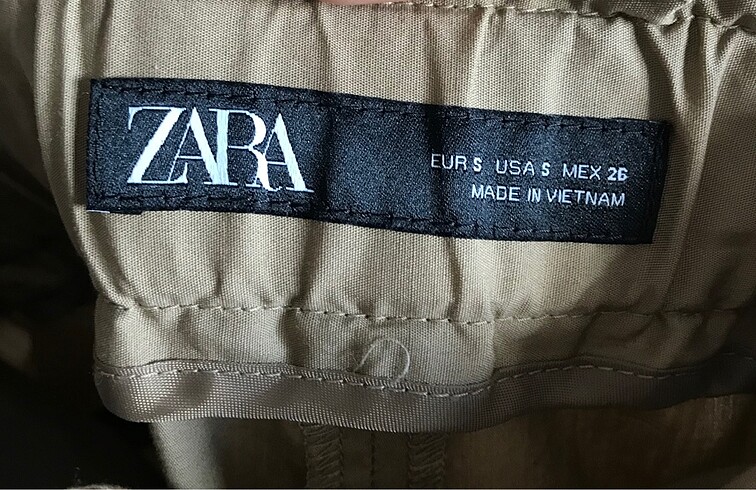 ZARA
EUR S USA S MEX 26
MADE IN VIETNAM